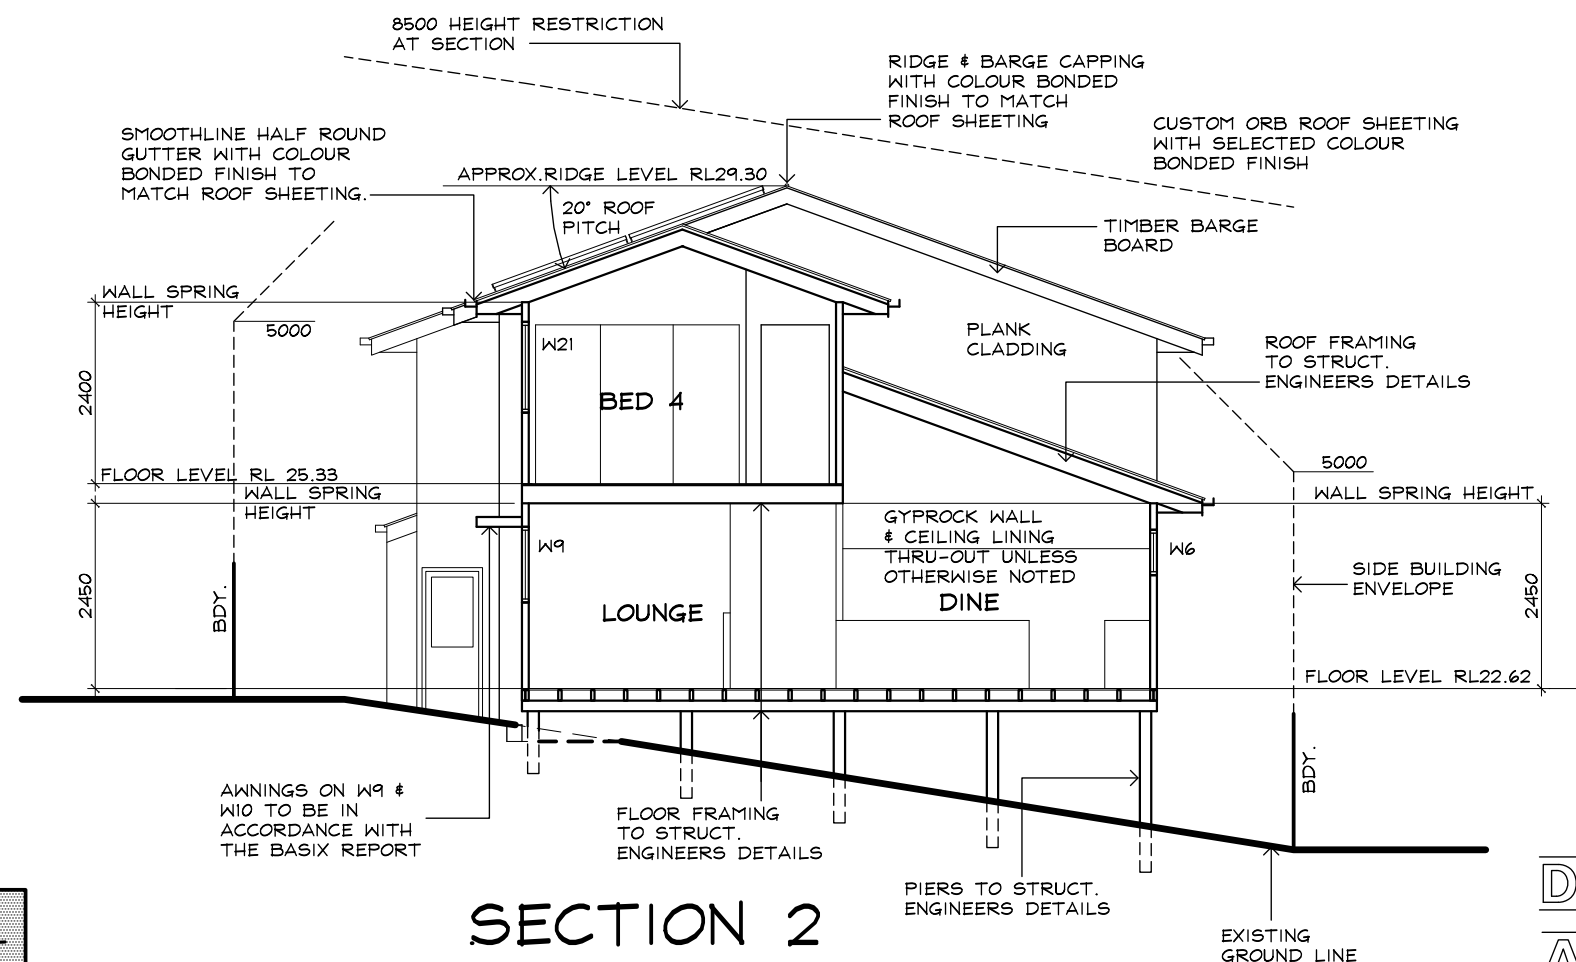 8500 HEIGHT RESTRICTION
AT SECTION
RIDGE & BARGE CAPPING
WITH COLOUR BONDED
FINISH TO MATCH
ROOF SHEETING
SMOOTHLINE HALF ROUND
GUTTER WITH COLOUR
BONDED FINISH TO
MATCH ROOF SHEETING.
CUSTOM ORB ROOF SHEETING
WITH SELECTED COLOUR
BONDED FINISH
APPROX.RIDGE LEVEL RL29.30
20° ROOF
PITCH
TIMBER BARGE
BOARD
WALL SPRING
HEIGHT
5000
PLANK
CLADDING
ROOF FRAMING
TO STRUCT.
ENGINEERS DETAILS
W21
2400
BED 4
FLOOR LEVEL RL 25.33
WALL SPRING
HEIGHT
5000
WALL SPRING HEIGHT
GYPROCK WALL
& CEILING LINING
THRU-OUT UNLESS
OTHERWISE NOTED
W9
W6
2450
BDY.
LOUNGE
DINE
SIDE BUILDING
ENVELOPE
2450
FLOOR LEVEL RL22.62
BDY.
AWNINGS ON W9 &
W10 TO BE IN
ACCORDANCE WITH
THE BASIX REPORT
FLOOR FRAMING
TO STRUCT.
ENGINEERS DETAILS
PIERS TO STRUCT.
ENGINEERS DETAILS
SECTION 2
EXISTING
GROUND LINE
D